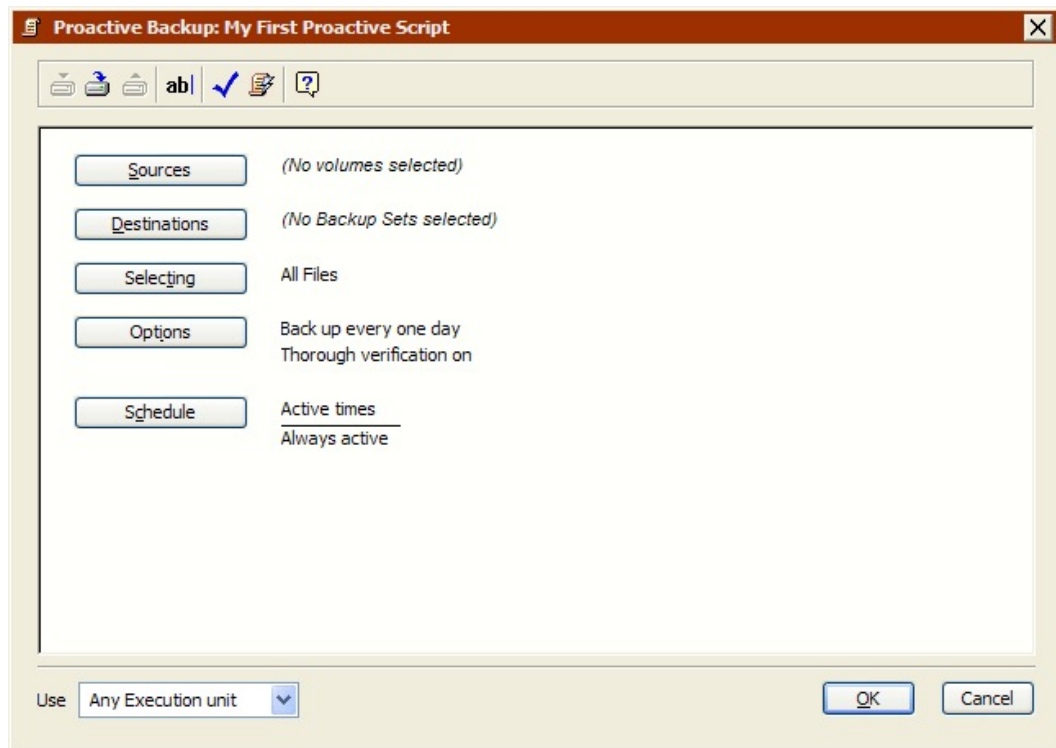 Proactive Backup: My First Proactive Script
ab|
Sources (No volumes selected)
Destinations (No Backup Sets selected)
Selecting All Files
Options Back up every one day
Thorough verification on
Schedule Active times
Always active
Use Any Execution unit OK Cancel